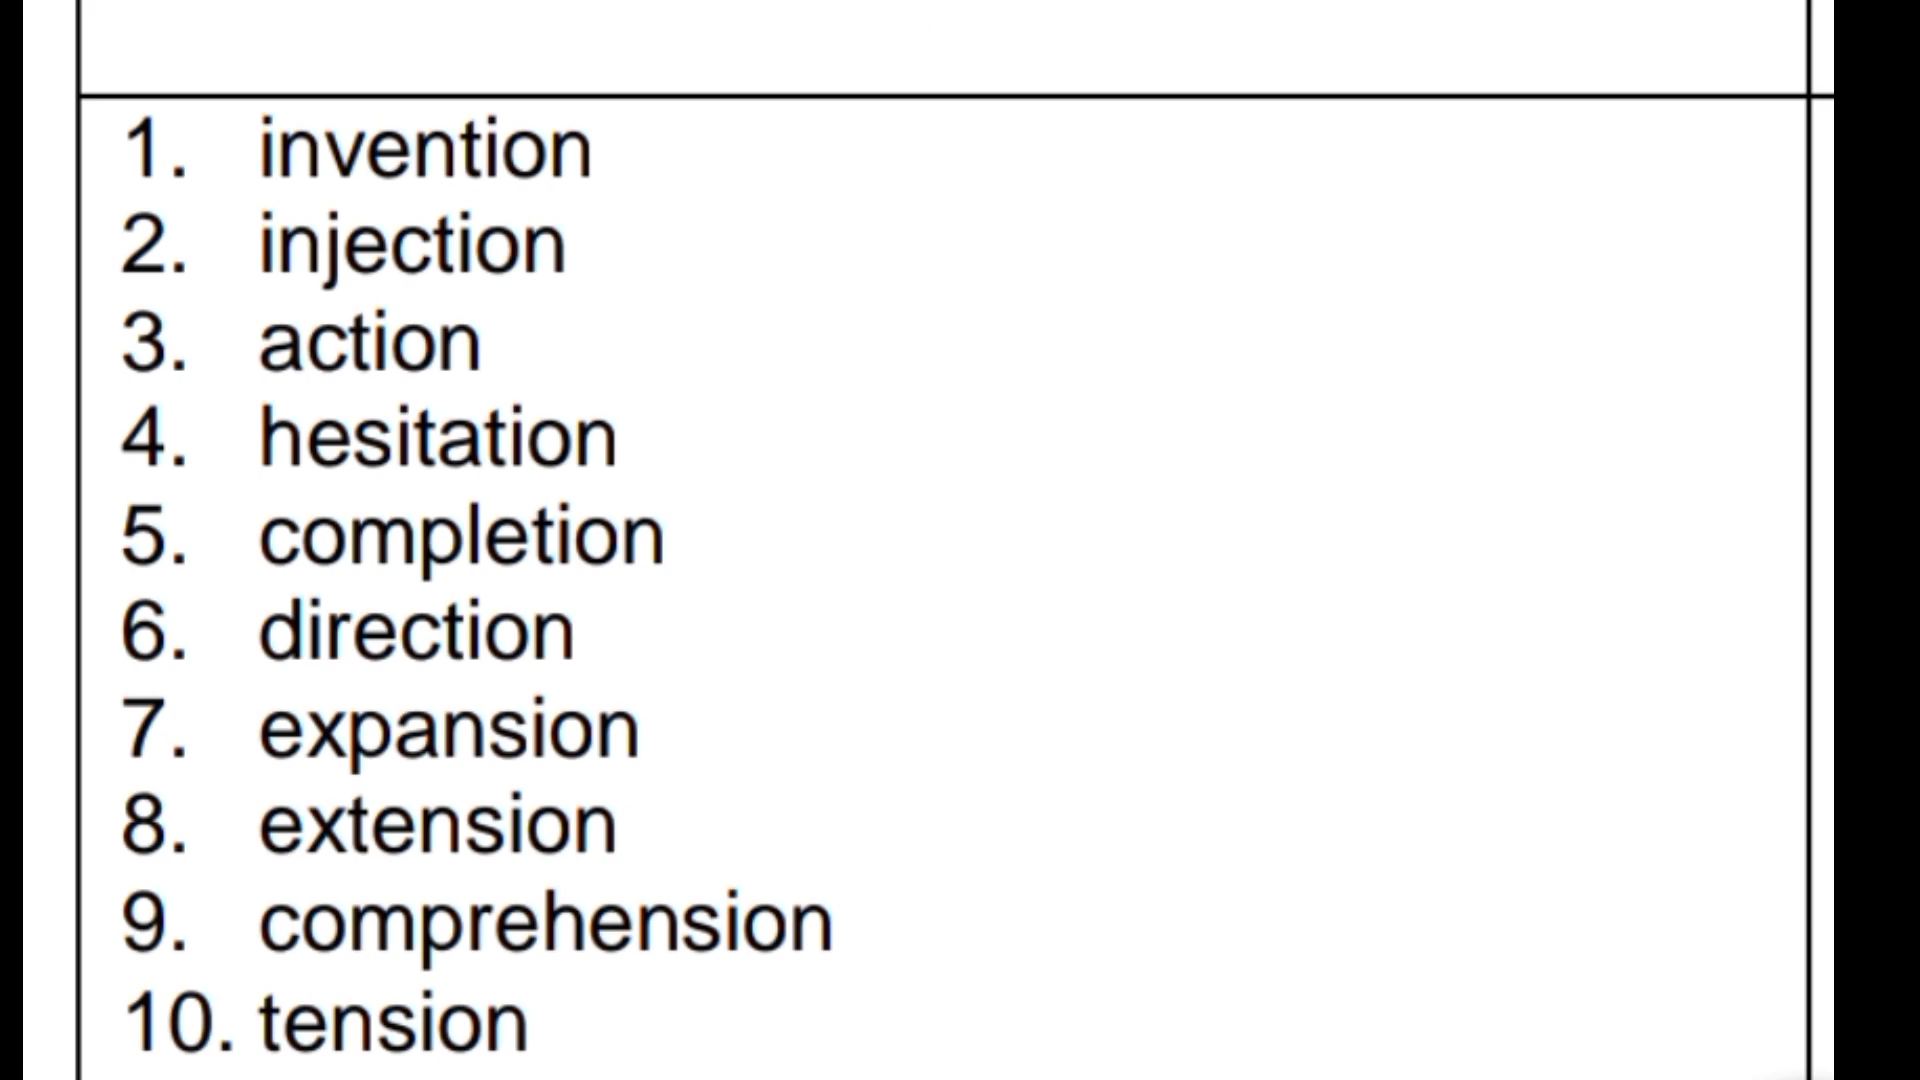 1. invention
2. injection
3. action
4. hesitation
5. completion
6. direction
7. expansion
8. extension
9. comprehension
10. tension